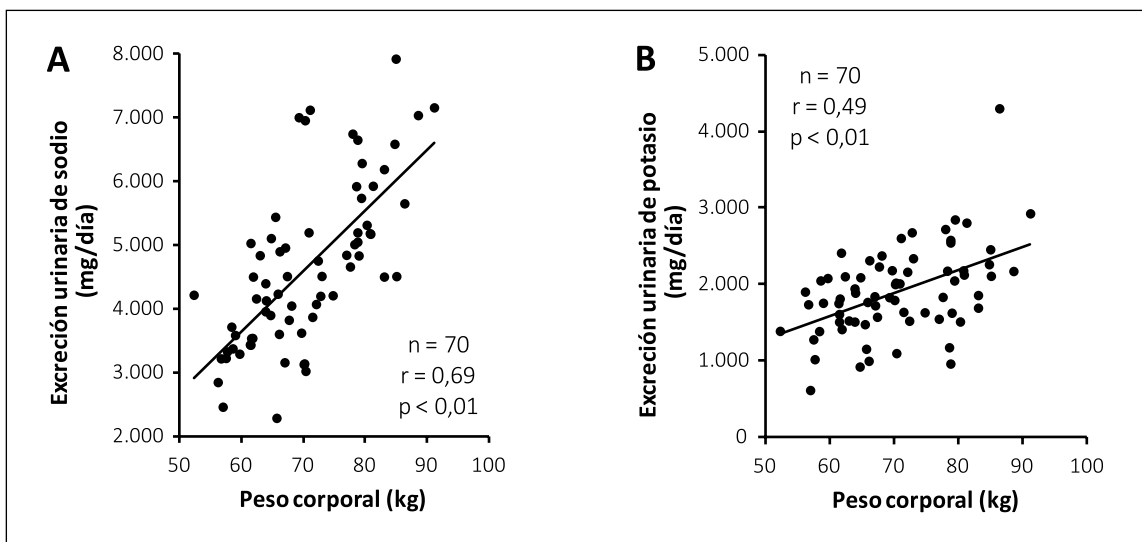 A
Excreción urinaria de sodio
(mg/día)
8.000
7.000
6.000
5.000
4.000
3.000
2.000
n = 70
r = 0,69
p < 0,01
50 60 70 80 90 100
Peso corporal (kg)
B
Excreción urinaria de potasio
(mg/día)
5.000
4.000
3.000
2.000
1.000
0
n = 70
r = 0,49
p < 0,01
50 60 70 80 90 100
Peso corporal (kg)